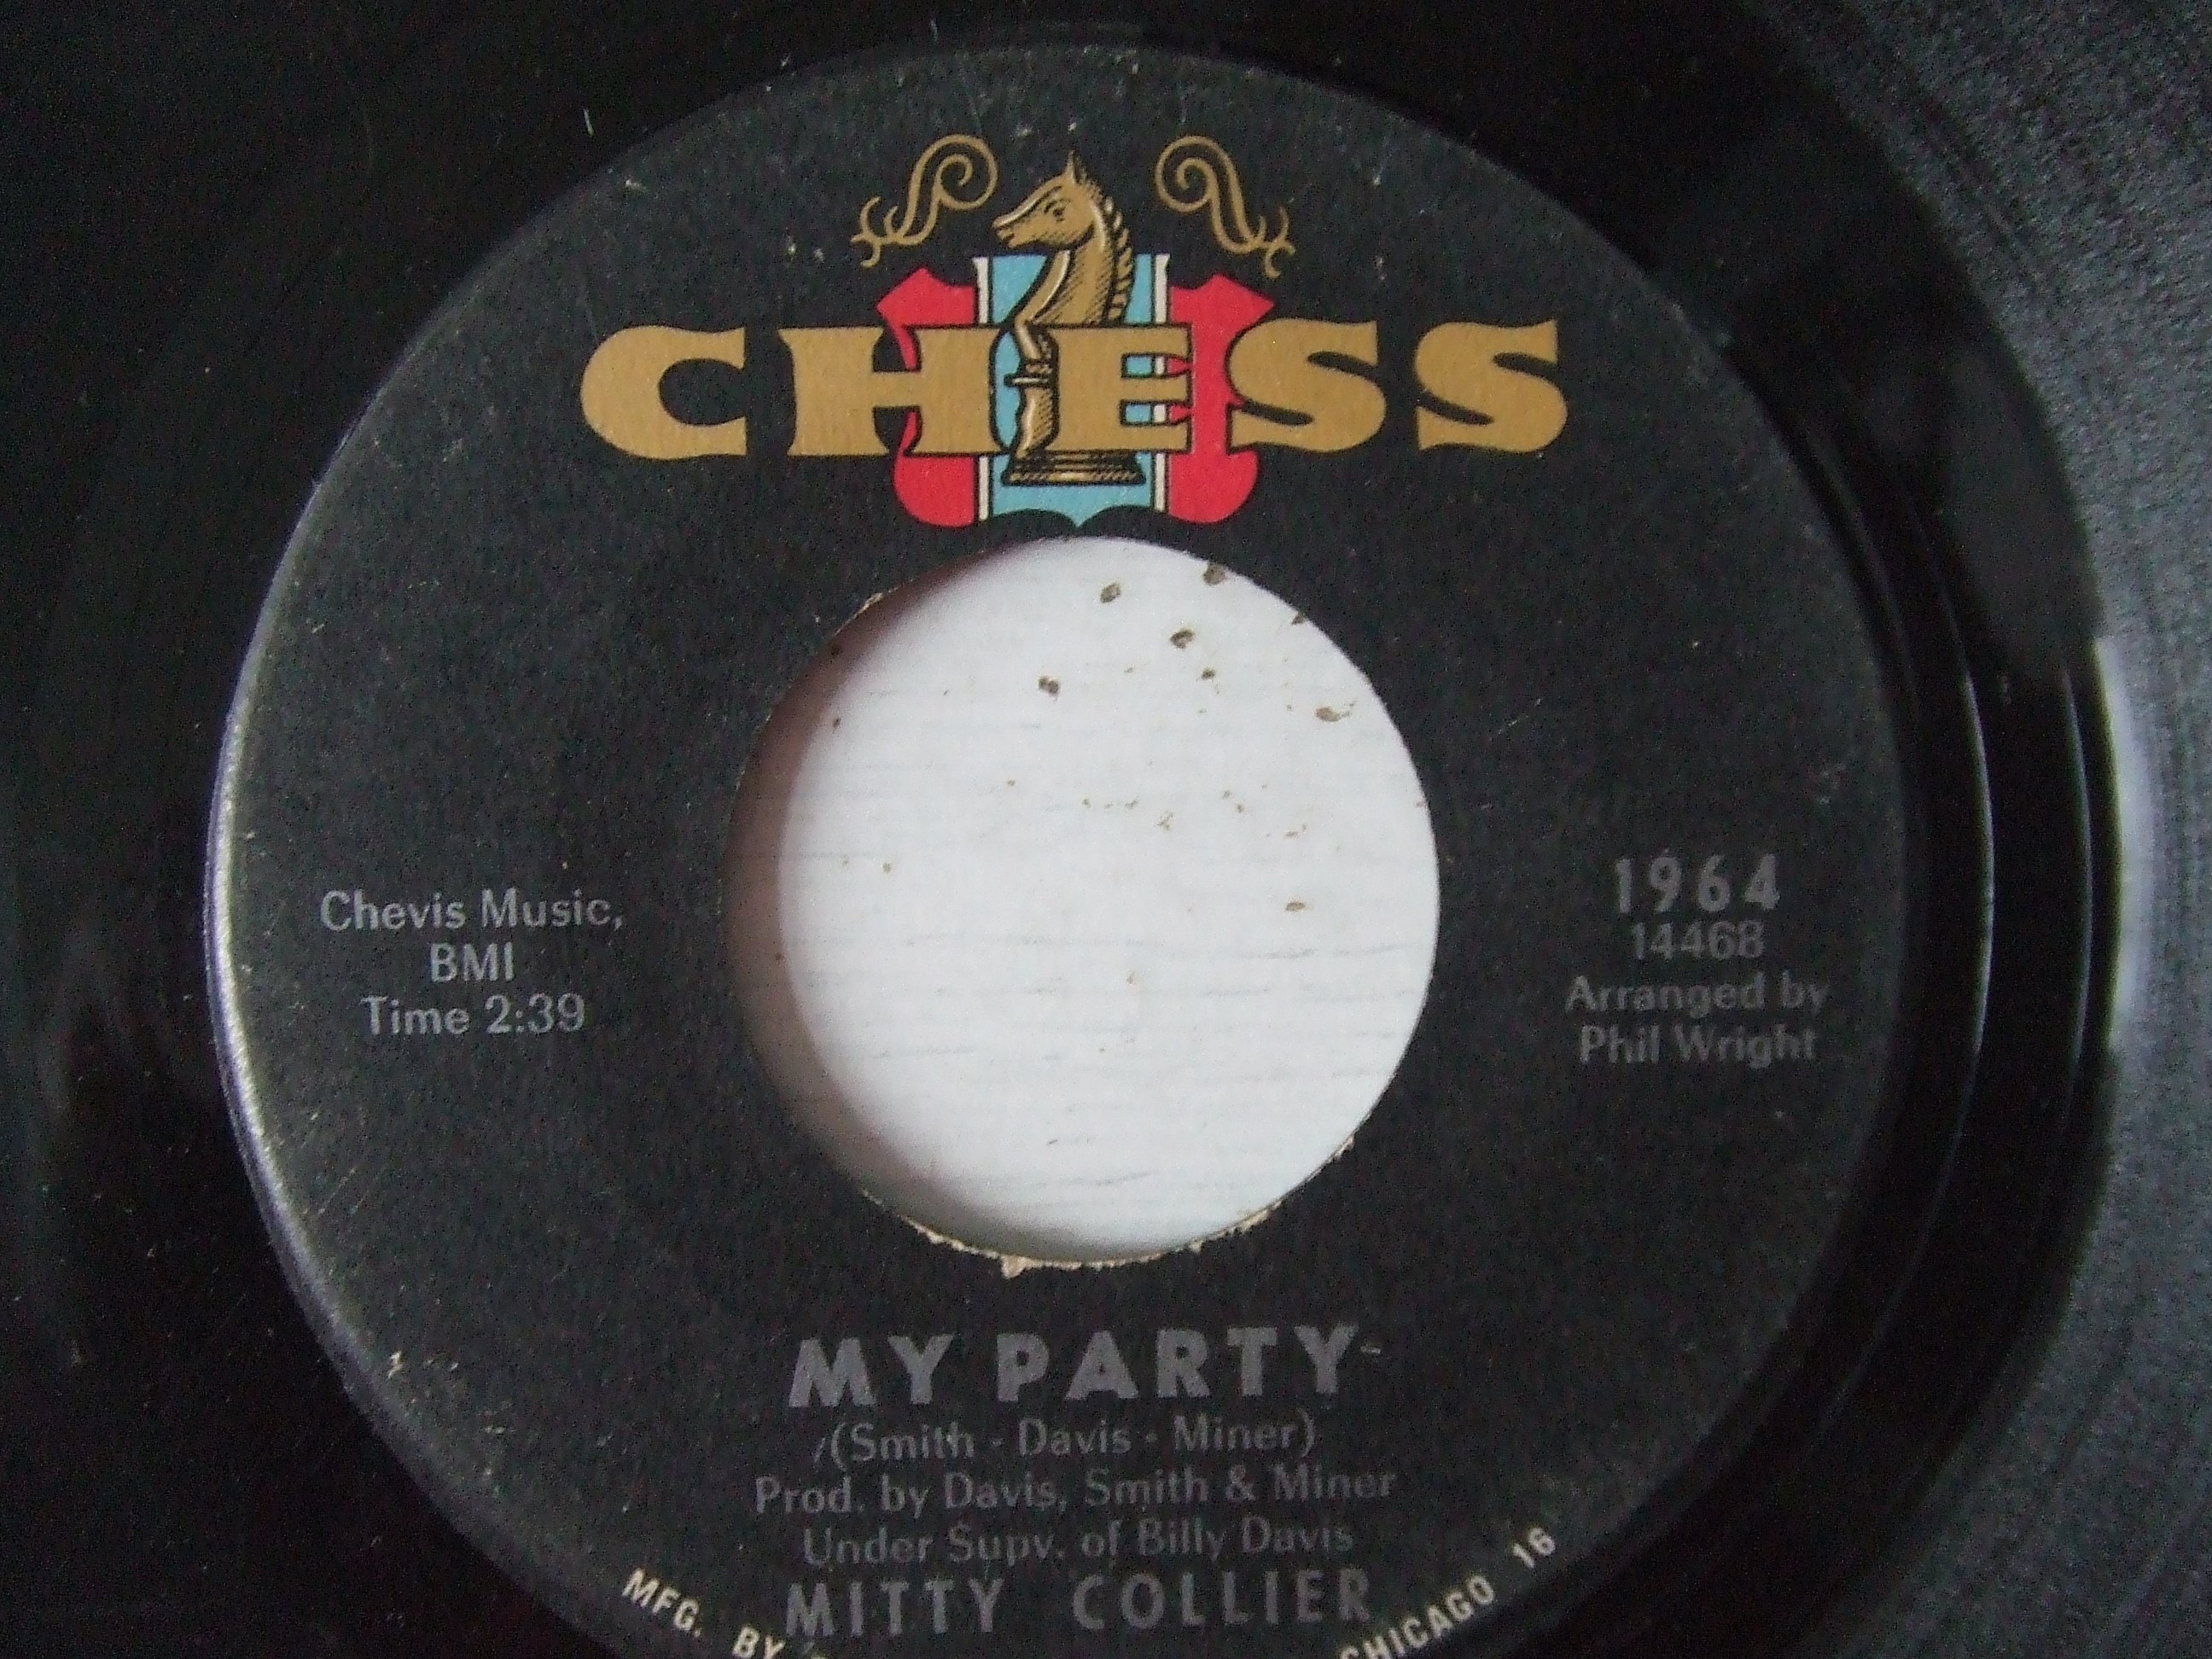 CHESS
Chevis Music,
BMI
Time 2:39
1964
14468
Arranged by
Phil Wright
MY PARTY
(Smith - Davis - Miner)
Prod. by Davis, Smith & Miner
Under Supv. of Billy Davis
MITTY COLLIER
MFG. BY
CHICAGO 16